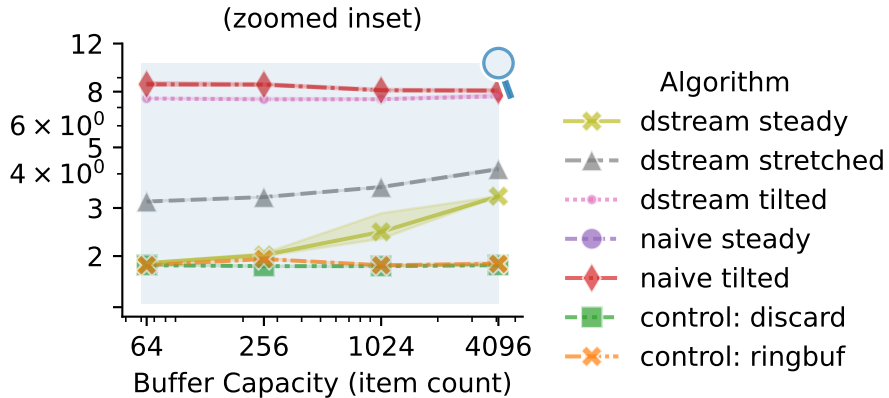 (zoomed inset)
12
8
6 × 10⁰
5
4 × 10⁰
3
2
64 256 1024 4096
Buffer Capacity (item count)
Algorithm
dstream steady
dstream stretched
dstream tilted
naive steady
naive tilted
control: discard
control: ringbuf